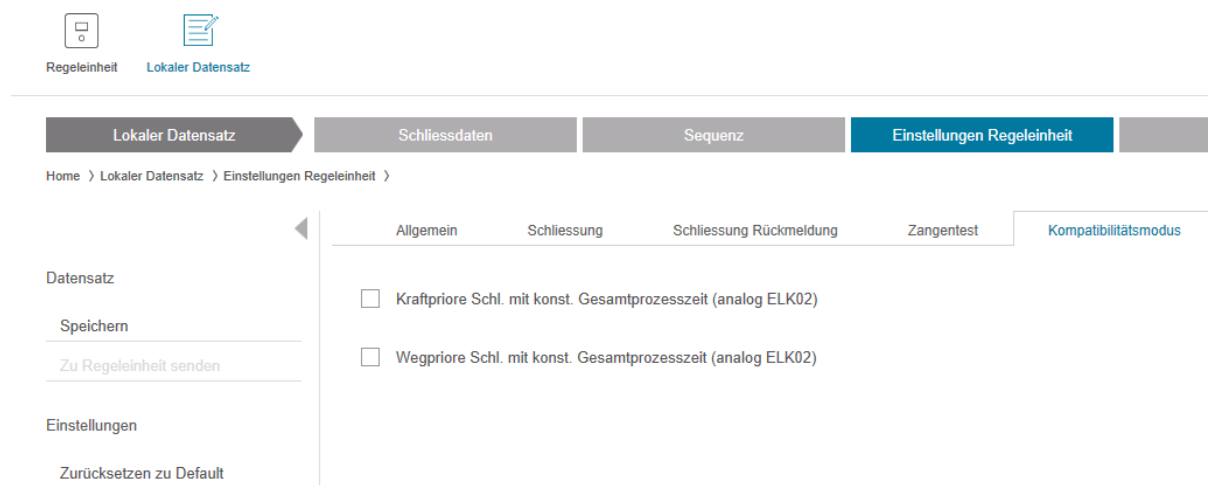 Regeleinheit
Lokaler Datensatz
Lokaler Datensatz
Schliessdaten
Sequenz
Einstellungen Regeleinheit
Home 〉 Lokaler Datensatz 〉 Einstellungen Regeleinheit 〉
Allgemein
Schliessung
Schliessung Rückmeldung
Zangentest
Kompatibilitätsmodus
Datensatz
Speichern
Zu Regeleinheit senden
Einstellungen
Zurücksetzen zu Default
Kraftpriore Schl. mit konst. Gesamtprozesszeit (analog ELK02)
Wegpriore Schl. mit konst. Gesamtprozesszeit (analog ELK02)